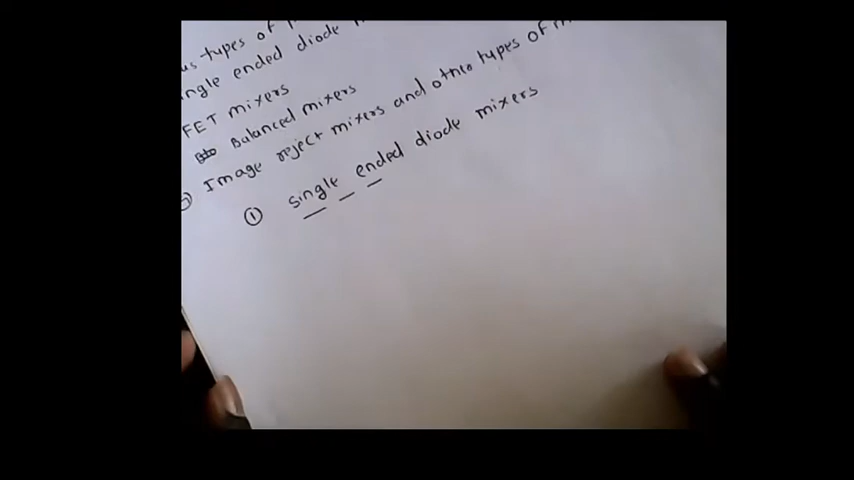 types of
ended diode
FET mixers
Balanced mixers
Image reject mixers and other types of
① single ended diode mixers